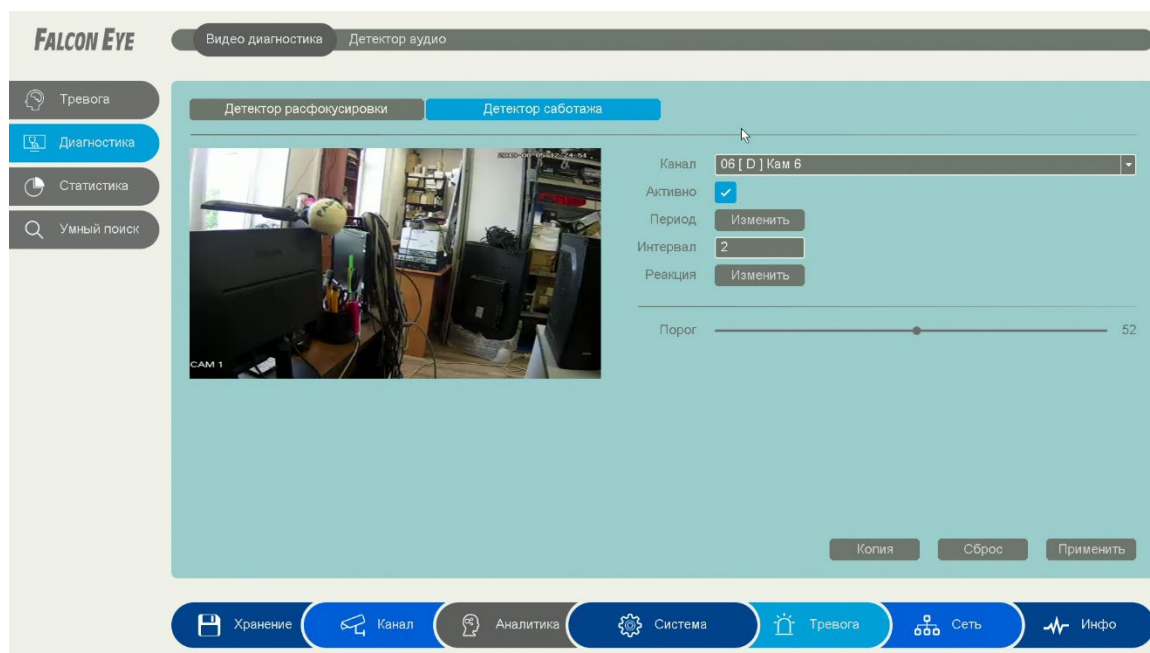 FALCON EYE
Видео диагностика Детектор аудио
Тревога
Диагностика
Статистика
Умный поиск
Детектор расфокусировки Детектор саботажа
CAM 1
Канал 06 [ D ] Кам 6
Активно
Период Изменить
Интервал 2
Реакция Изменить
Порог 52
Копия Сброс Применить
Хранение Канал Аналитика Система Тревога Сеть Инфо